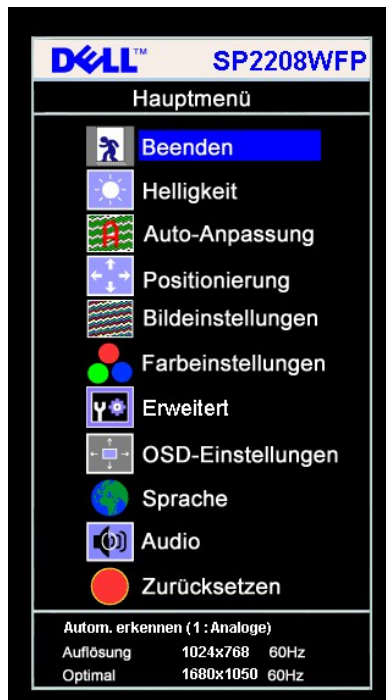 DELL™ SP2208WFP
Hauptmenü
Beenden
Helligkeit
Auto-Anpassung
Positionierung
Bildeinstellungen
Farbeinstellungen
Erweitert
OSD-Einstellungen
Sprache
Audio
Zurücksetzen
Autom. erkennen (1 : Analoge)
Auflösung 1024x768 60Hz
Optimal 1680x1050 60Hz